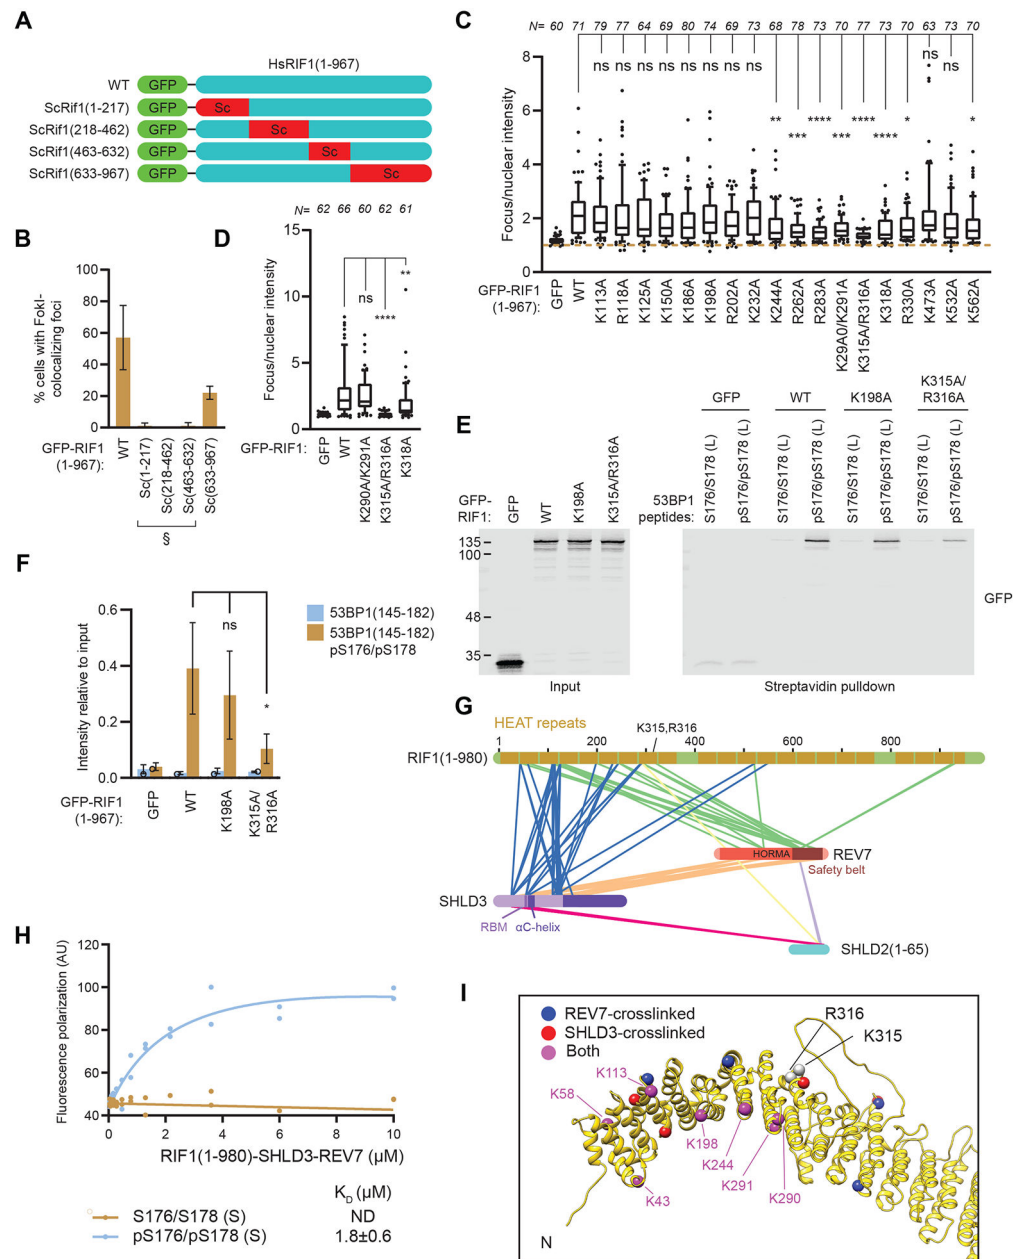 A
HsRIF1(1-967)
WT GFP
ScRif1(1-217) GFP Sc
ScRif1(218-462) GFP Sc
ScRif1(463-632) GFP Sc
ScRif1(633-967) GFP Sc
B
% cells with FokI-
colocalizing foci
100
80
60
40
20
0
GFP-RIF1
(1-967):
WT
Sc(1-217)
Sc(218-462)
Sc(463-632)
Sc(633-967)
§
D
N= 62 66 60 62 61
Focus/nuclear intensity
15
10
5
0
ns
****
**
GFP-RIF1:
GFP
WT
K290A/K291A
K315A/R316A
K318A
C
N= 60 71 79 77 64 69 80 74 69 73 68 78 73 70 77 73 70 63 73 70
Focus/nuclear intensity
8
6
4
2
0
ns ns ns ns ns ns ns ns ** *** **** *** **** **** * ns ns *
GFP-RIF1
(1-967):
GFP
WT
K113A
R118A
K125A
K150A
K186A
K198A
R202A
K232A
K244A
R262A
R283A
K29A0/K291A
K315A/R316A
K318A
R330A
K473A
K532A
K562A
E
GFP-
RIF1:
GFP
WT
K198A
K315A/R316A
135
100
48
35
Input
GFP WT K198A K315A/
R316A
53BP1
peptides:
S176/S178 (L)
pS176/pS178 (L)
S176/S178 (L)
pS176/pS178 (L)
S176/S178 (L)
pS176/pS178 (L)
S176/S178 (L)
pS176/pS178 (L)
GFP
Streptavidin pulldown
F
Intensity relative to input
0.6
0.4
0.2
0.0
ns
*
53BP1(145-182)
53BP1(145-182)
pS176/pS178
GFP-RIF1
(1-967):
GFP
WT
K198A
K315A/
R316A
G
HEAT repeats
K315,R316
1 200 400 600 800
RIF1(1-980)
HORMA
REV7
Safety belt
SHLD3
RBM
αC-helix
SHLD2(1-65)
H
Fluorescence polarization (AU)
120
100
80
60
40
0 2 4 6 8 10
RIF1(1-980)-SHLD3-REV7 (µM)
KD (µM)
S176/S178 (S) ND
pS176/pS178 (S) 1.8±0.6
I
REV7-crosslinked
SHLD3-crosslinked
Both
R316
K315
K113
K58
K198
K244
K291
K290
K43
N